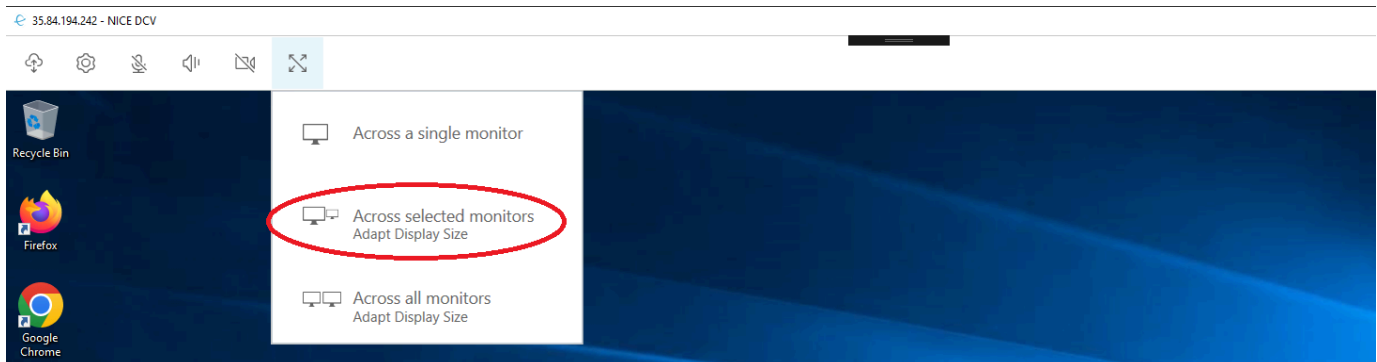 35.84.194.242 - NICE DCV
Across a single monitor
Recycle Bin
Across selected monitors
Adapt Display Size
Firefox
Across all monitors
Adapt Display Size
Google
Chrome